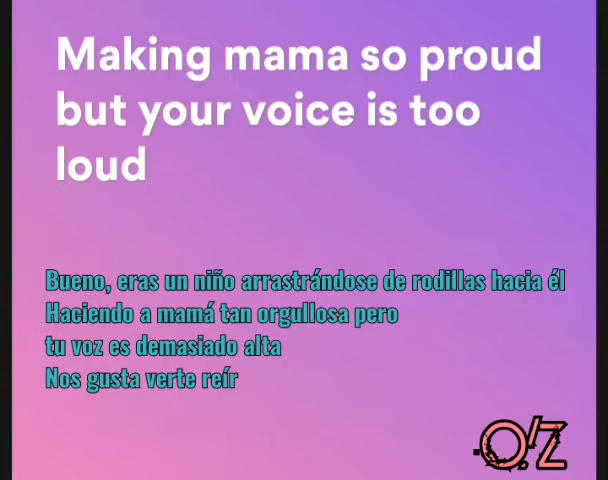 Making mama so proud
but your voice is too
loud
Bueno, eras un niño arrastrándose de rodillas hacia él
Haciendo a mamá tan orgullosa pero
tu voz es demasiado alta
Nos gusta verte reír